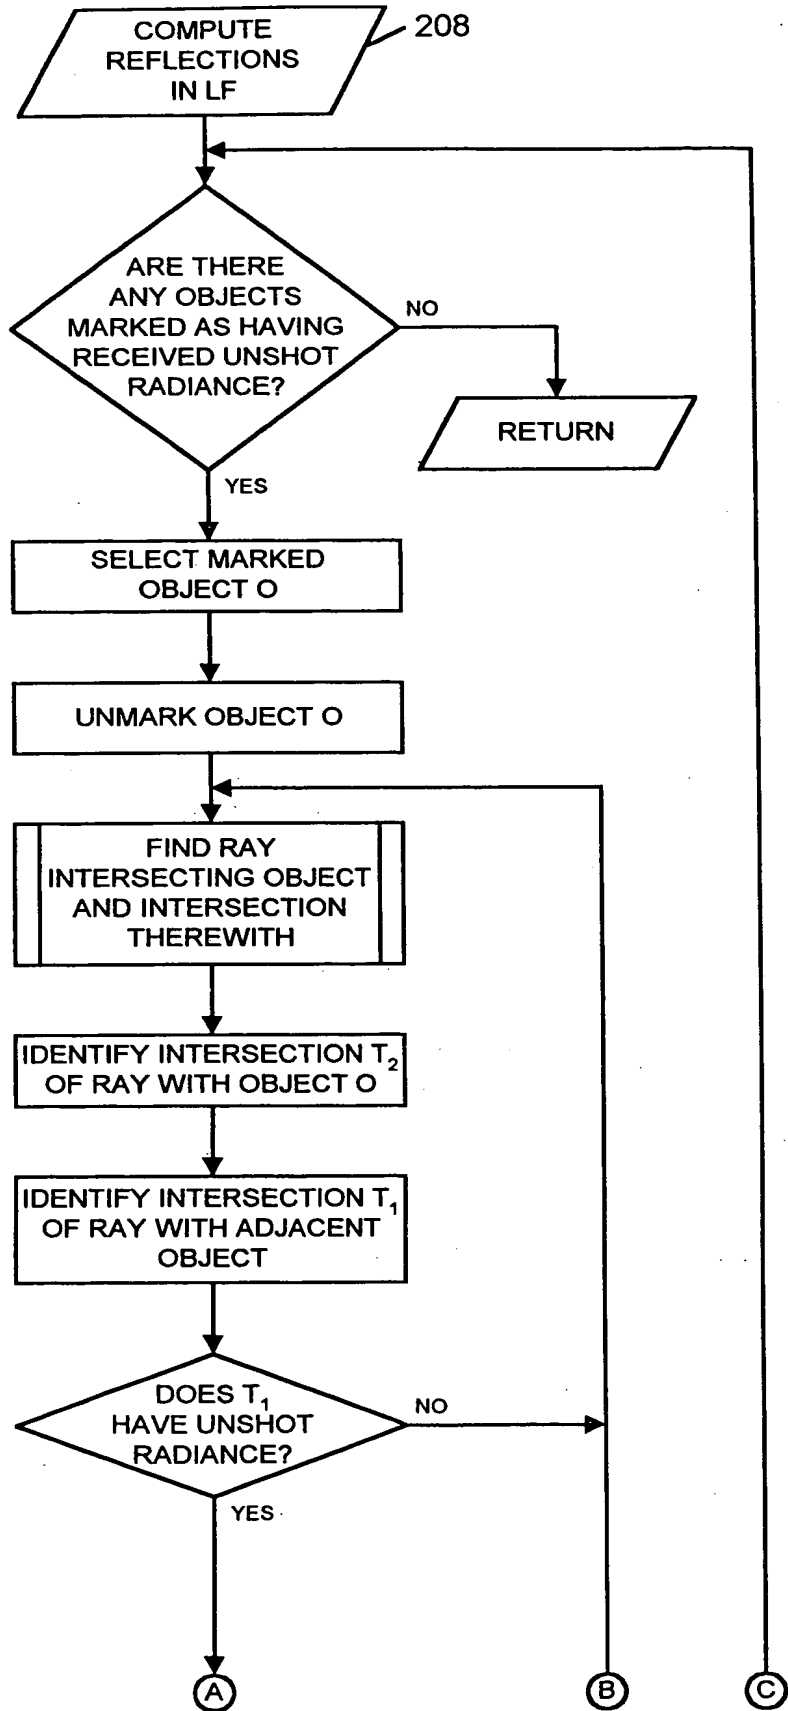 COMPUTE
REFLECTIONS
IN LF
208
ARE THERE
ANY OBJECTS
MARKED AS HAVING
RECEIVED UNSHOT
RADIANCE?
NO
RETURN
YES
SELECT MARKED
OBJECT O
UNMARK OBJECT O
FIND RAY
INTERSECTING OBJECT
AND INTERSECTION
THEREWITH
IDENTIFY INTERSECTION T₂
OF RAY WITH OBJECT O
IDENTIFY INTERSECTION T₁
OF RAY WITH ADJACENT
OBJECT
DOES T₁
HAVE UNSHOT
RADIANCE?
NO
YES
A
B
C